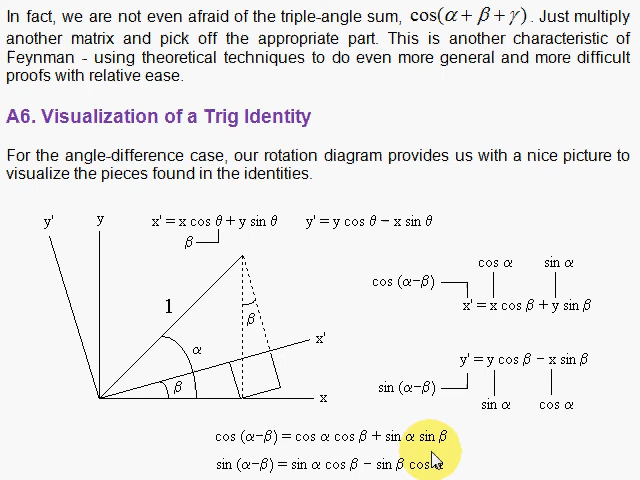 In fact, we are not even afraid of the triple-angle sum, cos(α + β + γ). Just multiply
another matrix and pick off the appropriate part. This is another characteristic of
Feynman - using theoretical techniques to do even more general and more difficult
proofs with relative ease.
A6. Visualization of a Trig Identity
For the angle-difference case, our rotation diagram provides us with a nice picture to
visualize the pieces found in the identities.
y' y x' = x cos θ + y sin θ y' = y cos θ − x sin θ
β
cos α sin α
cos (α−β)
x' = x cos β + y sin β
1
β
x'
α
y' = y cos β − x sin β
β
sin (α−β)
x
sin α cos α
cos (α−β) = cos α cos β + sin α sin β
sin (α−β) = sin α cos β − sin β cos α